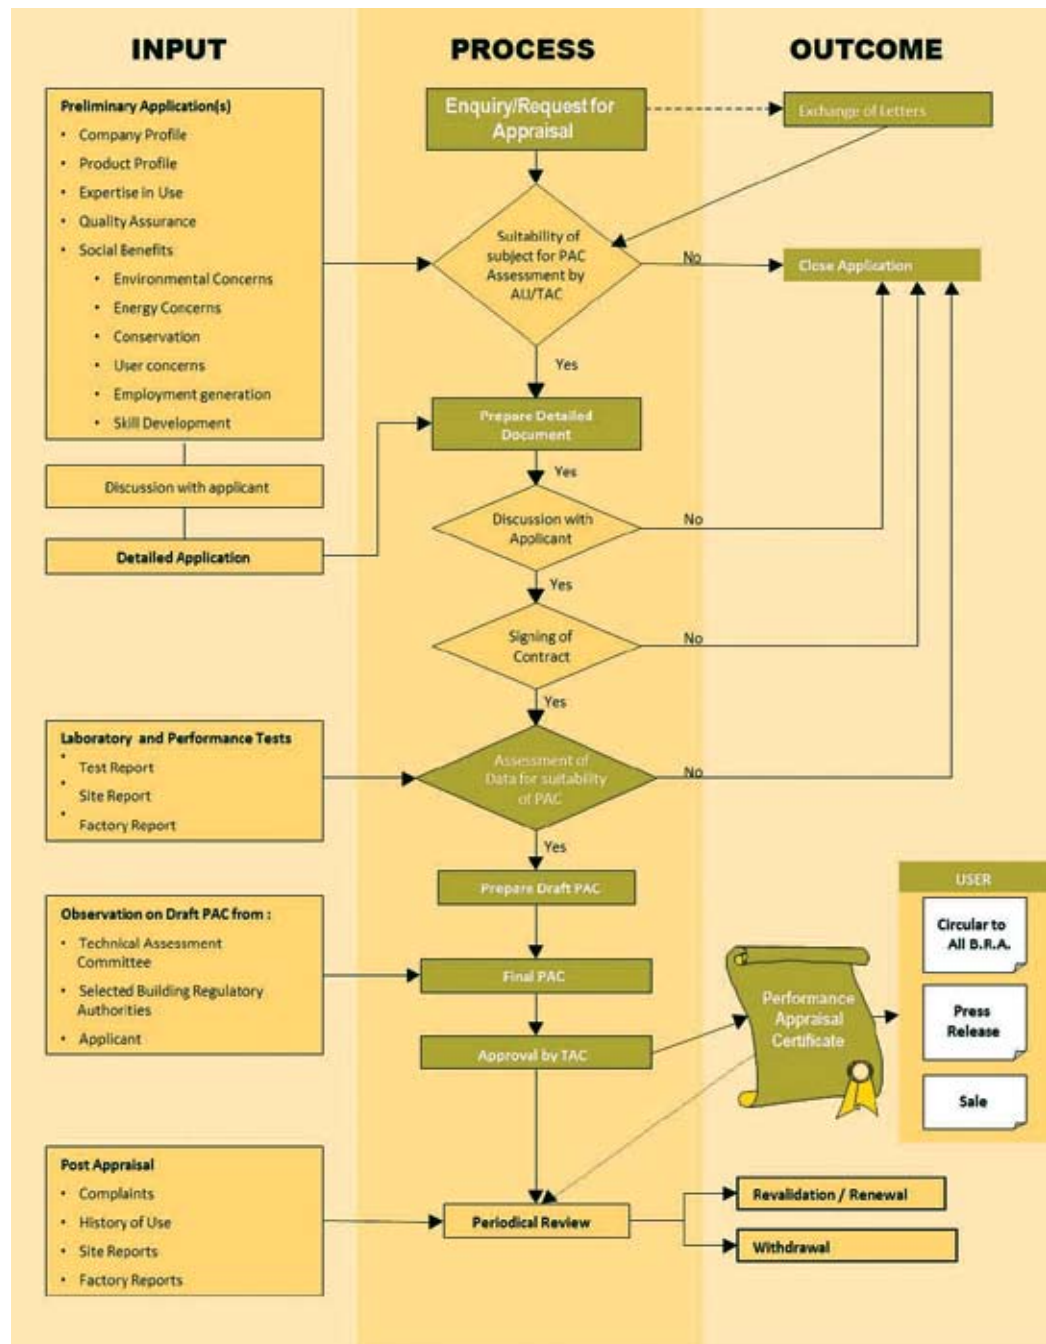 INPUT
PROCESS
OUTCOME
Preliminary Application(s)
• Company Profile
• Product Profile
• Expertise in Use
• Quality Assurance
• Social Benefits
• Environmental Concerns
• Energy Concerns
• Conservation
• User concerns
• Employment generation
• Skill Development
Discussion with applicant
Detailed Application
Enquiry/Request for
Appraisal
Exchange of Letters
Suitability of
subject for PAC
Assessment by
AU/TAC
No
Close Application
Yes
Prepare Detailed
Document
Yes
Discussion with
Applicant
No
Yes
Signing of
Contract
No
Yes
Laboratory and Performance Tests
• Test Report
• Site Report
• Factory Report
Assessment of
Data for suitability
of PAC
No
Yes
Prepare Draft PAC
Observation on Draft PAC from :
• Technical Assessment
Committee
• Selected Building Regulatory
Authorities
• Applicant
Final PAC
Approval by TAC
Performance
Appraisal
Certificate
USER
Circular to
All B.R.A.
Press
Release
Sale
Post Appraisal
• Complaints
• History of Use
• Site Reports
• Factory Reports
Periodical Review
Revalidation / Renewal
Withdrawal